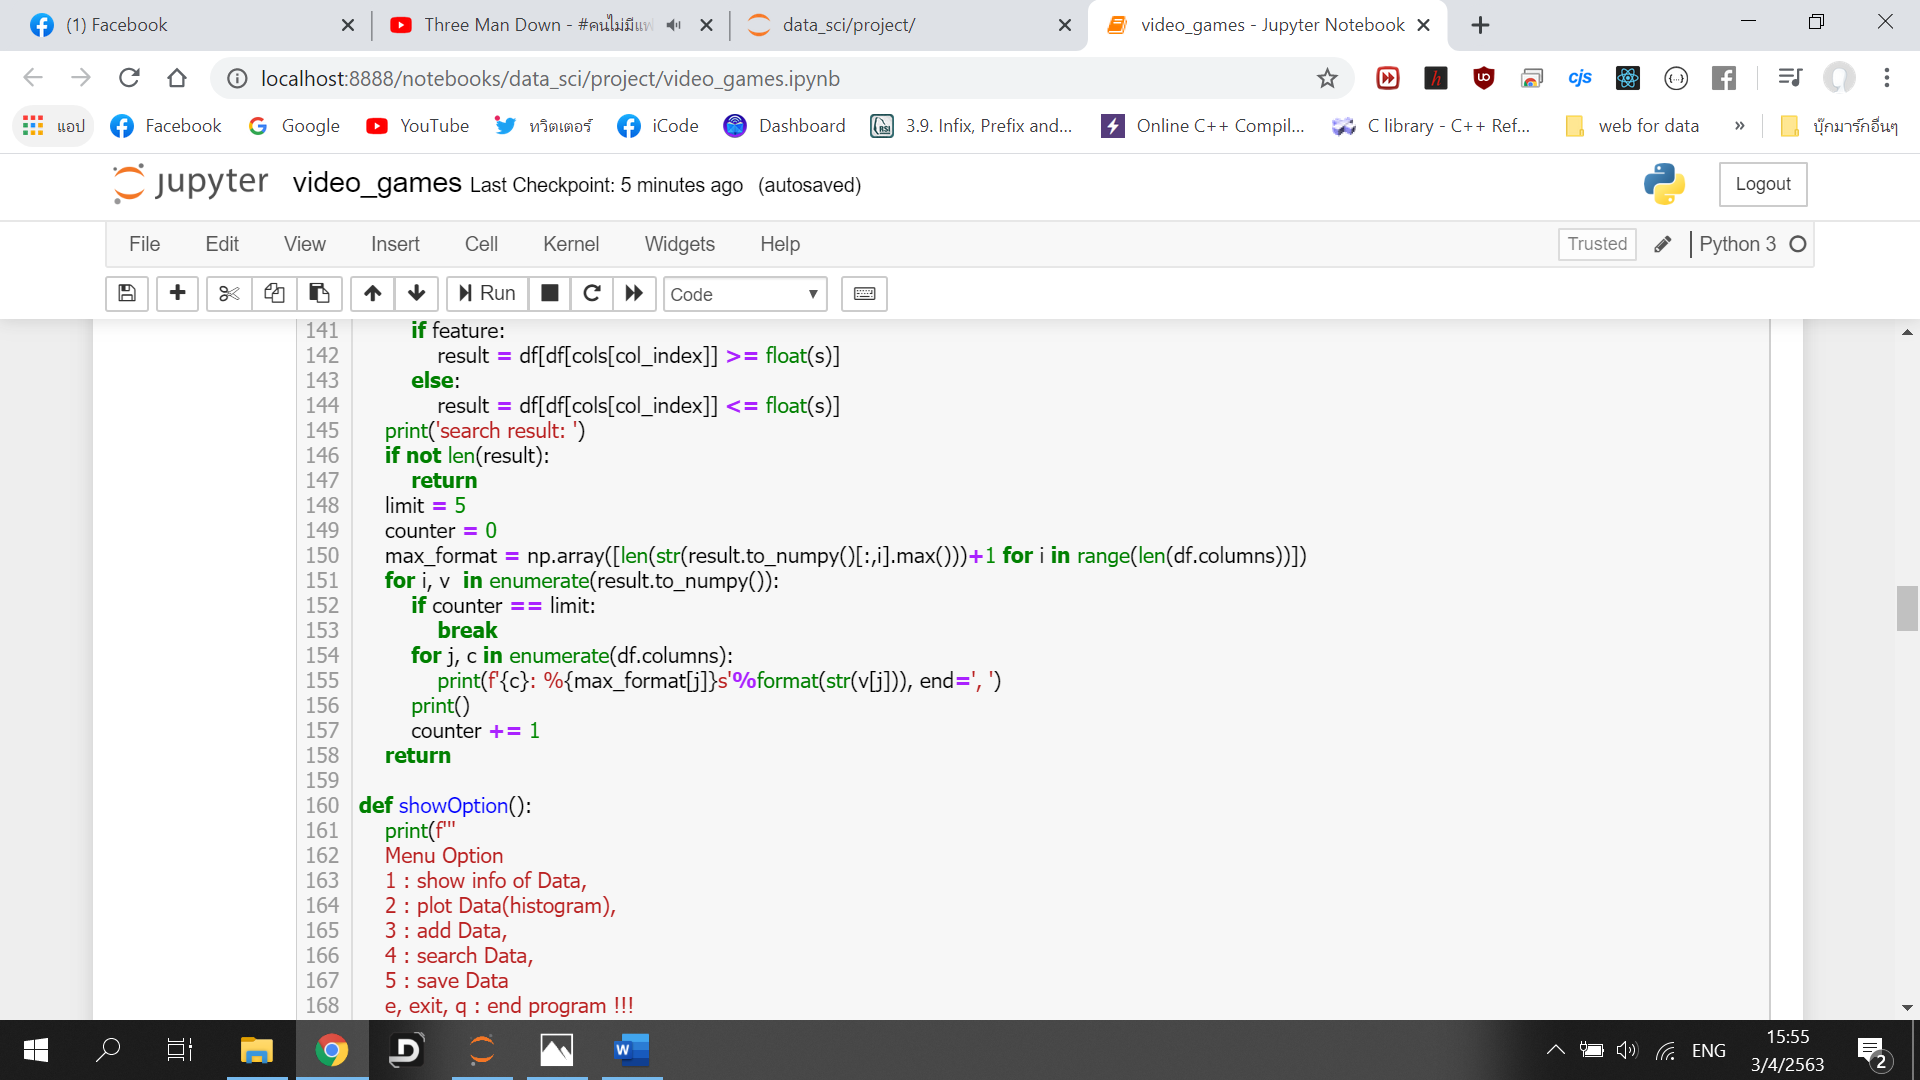 (1) Facebook
Three Man Down - #คนไม่มีแฟ
data_sci/project/
video_games - Jupyter Notebook
localhost:8888/notebooks/data_sci/project/video_games.ipynb
แอป
Facebook
Google
YouTube
ทวิตเตอร์
iCode
Dashboard
3.9. Infix, Prefix and...
Online C++ Compil...
C library - C++ Ref...
web for data
»
บุ๊กมาร์กอื่นๆ
jupyter video_games Last Checkpoint: 5 minutes ago (autosaved)
Logout
File Edit View Insert Cell Kernel Widgets Help
Trusted
Python 3
Run
Code
141 if feature:
142 result = df[df[cols[col_index]] >= float(s)]
143 else:
144 result = df[df[cols[col_index]] <= float(s)]
145 print('search result: ')
146 if not len(result):
147 return
148 limit = 5
149 counter = 0
150 max_format = np.array([len(str(result.to_numpy()[:,i].max()))+1 for i in range(len(df.columns))])
151 for i, v  in enumerate(result.to_numpy()):
152 if counter == limit:
153 break
154 for j, c in enumerate(df.columns):
155 print(f'{c}: %{max_format[j]}s'%format(str(v[j])), end=', ')
156 print()
157 counter += 1
158 return
159
160 def showOption():
161 print(f'''
162 Menu Option
163 1 : show info of Data,
164 2 : plot Data(histogram),
165 3 : add Data,
166 4 : search Data,
167 5 : save Data
168 e, exit, q : end program !!!
ENG
15:55
3/4/2563
2